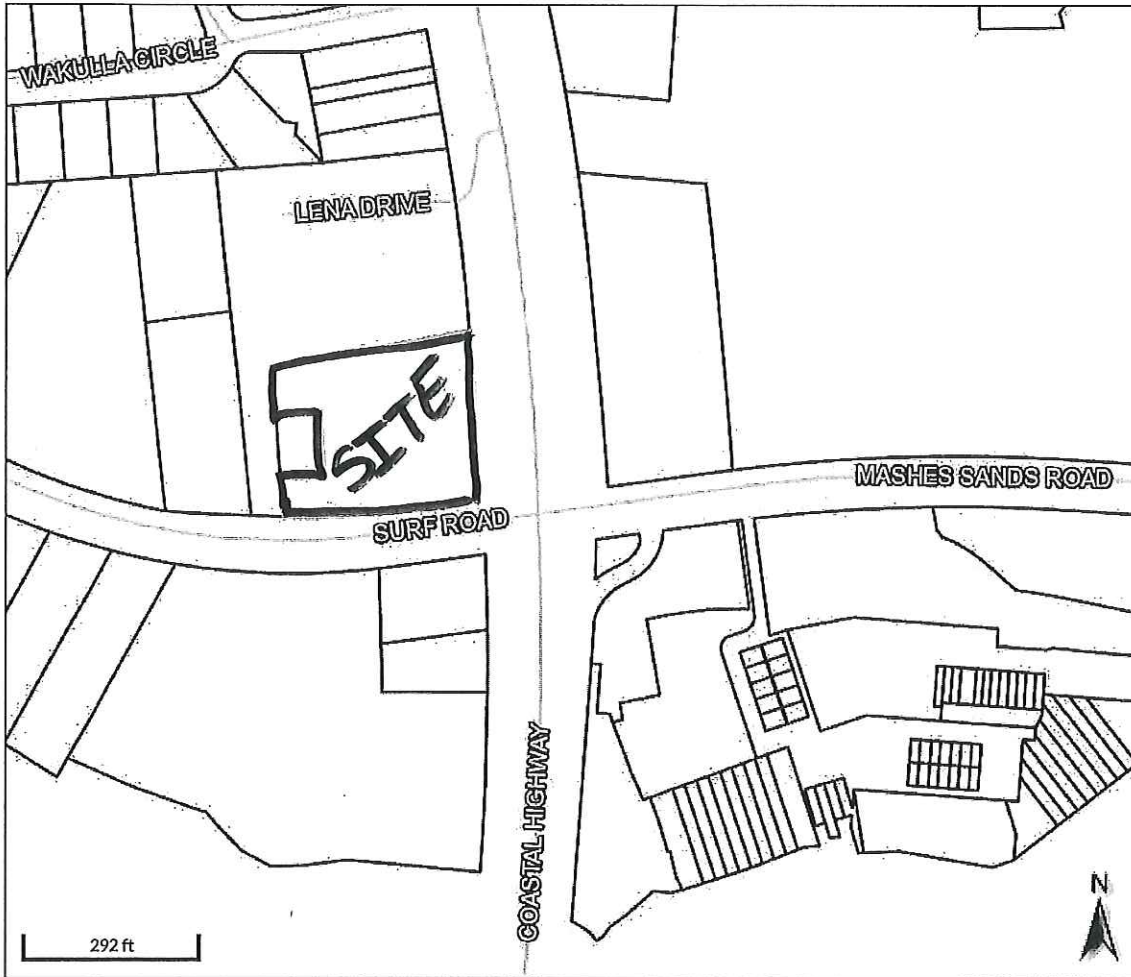 WAKULLA CIRCLE
LENA DRIVE
SITE
MASHES SANDS ROAD
SURF ROAD
COASTAL HIGHWAY
N
292 ft